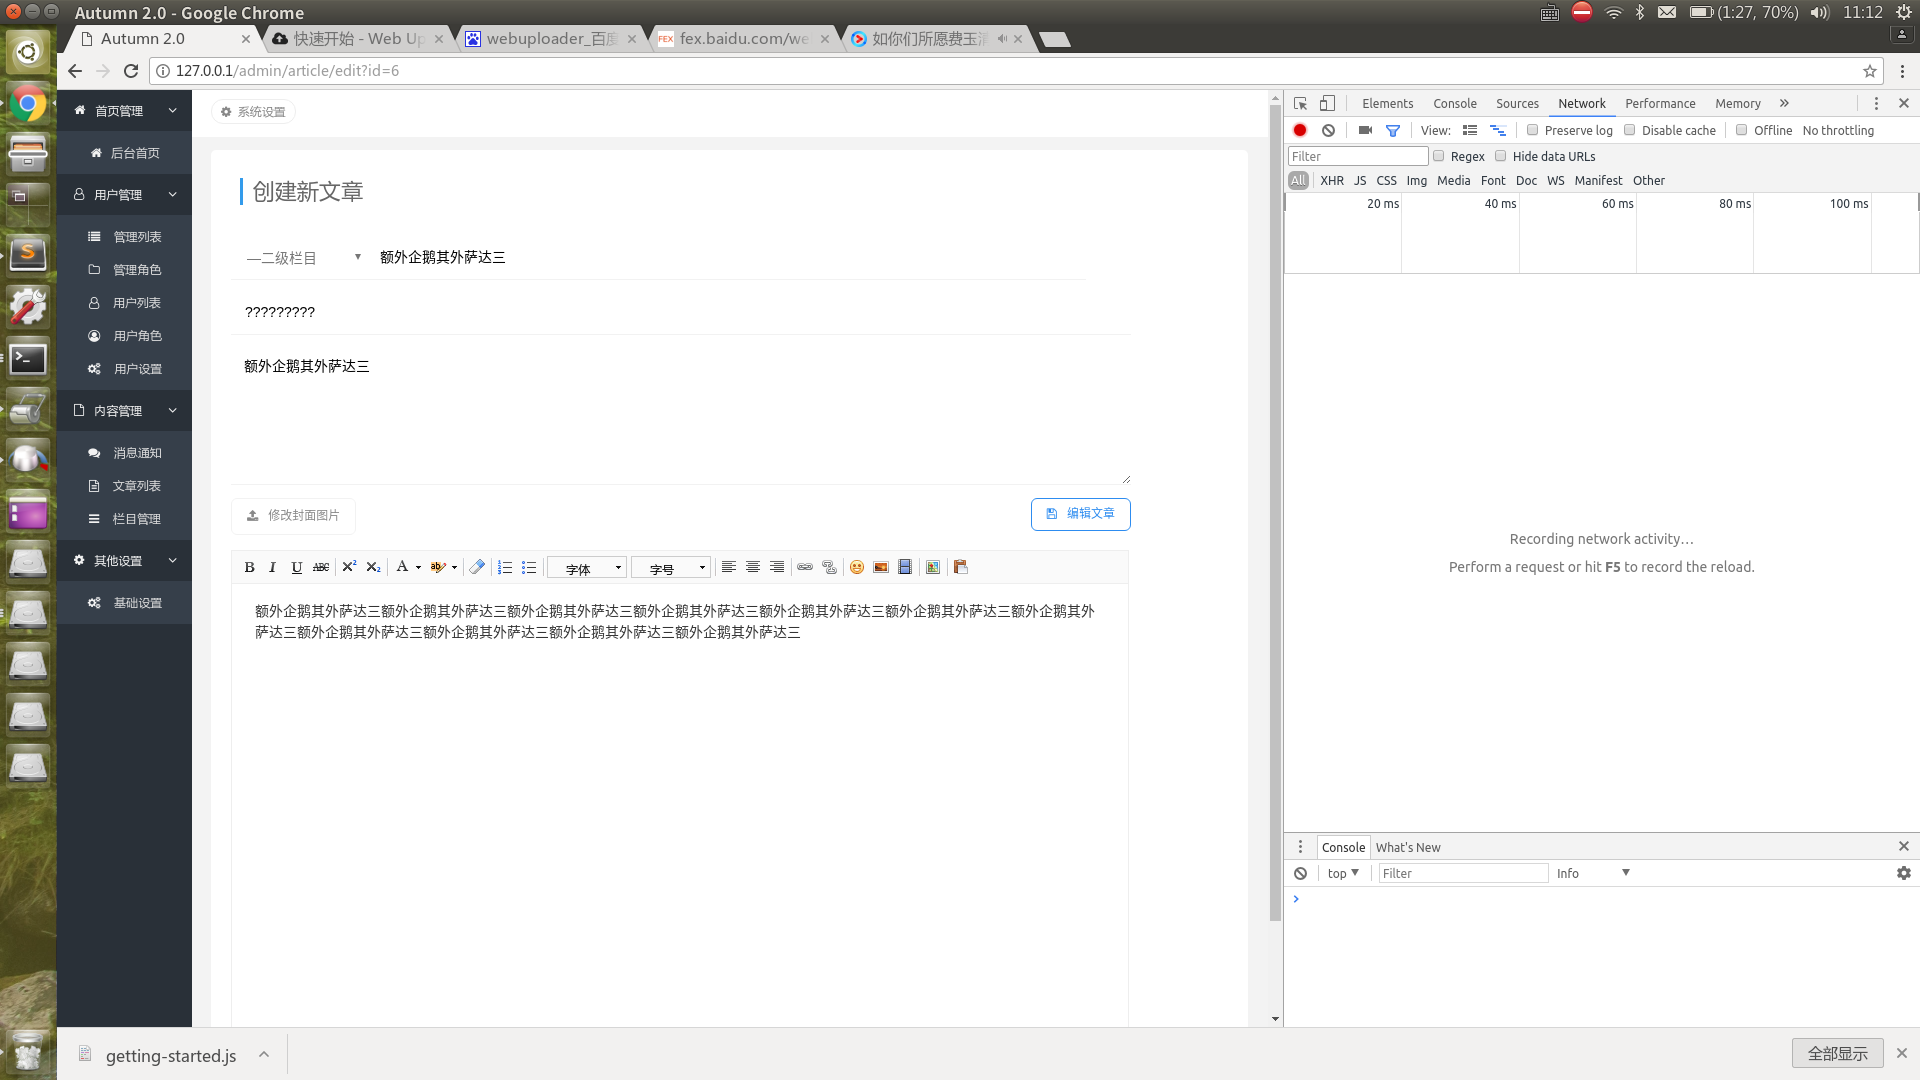 Autumn 2.0 - Google Chrome
(1:27, 70%) 11:12
Autumn 2.0
快速开始 - Web Up
webuploader_百度
fex.baidu.com/we
如你们所愿费玉清
127.0.0.1/admin/article/edit?id=6
首页管理
后台首页
用户管理
管理列表
管理角色
用户列表
用户角色
用户设置
内容管理
消息通知
文章列表
栏目管理
其他设置
基础设置
系统设置
创建新文章
—二级栏目 额外企鹅其外萨达三
?????????
额外企鹅其外萨达三
修改封面图片
编辑文章
B I U ABC X² X₂ A ab 字体 字号
额外企鹅其外萨达三额外企鹅其外萨达三额外企鹅其外萨达三额外企鹅其外萨达三额外企鹅其外萨达三额外企鹅其外萨达三额外企鹅其外
萨达三额外企鹅其外萨达三额外企鹅其外萨达三额外企鹅其外萨达三额外企鹅其外萨达三
Elements Console Sources Network Performance Memory »
View: Preserve log Disable cache Offline No throttling
Filter Regex Hide data URLs
All XHR JS CSS Img Media Font Doc WS Manifest Other
20 ms 40 ms 60 ms 80 ms 100 ms
Recording network activity…
Perform a request or hit F5 to record the reload.
Console What's New
top Filter Info
getting-started.js
全部显示